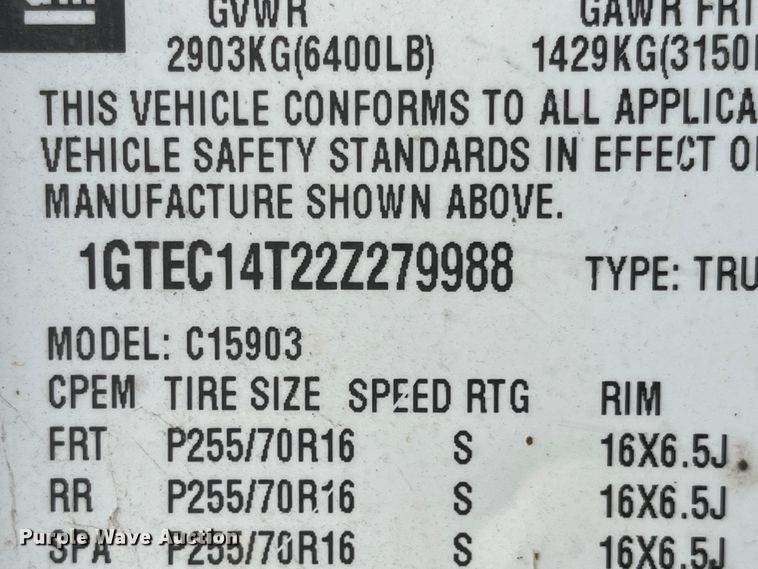 GVWR GAWR FRT
2903KG(6400LB) 1429KG(3150
THIS VEHICLE CONFORMS TO ALL APPLICA
VEHICLE SAFETY STANDARDS IN EFFECT O
MANUFACTURE SHOWN ABOVE.
1GTEC14T22Z279988 TYPE: TRU
MODEL: C15903
CPEM TIRE SIZE SPEED RTG RIM
FRT P255/70R16 S 16X6.5J
RR P255/70R16 S 16X6.5J
SPA P255/70R16 S 16X6.5J
Purple Wave Auction